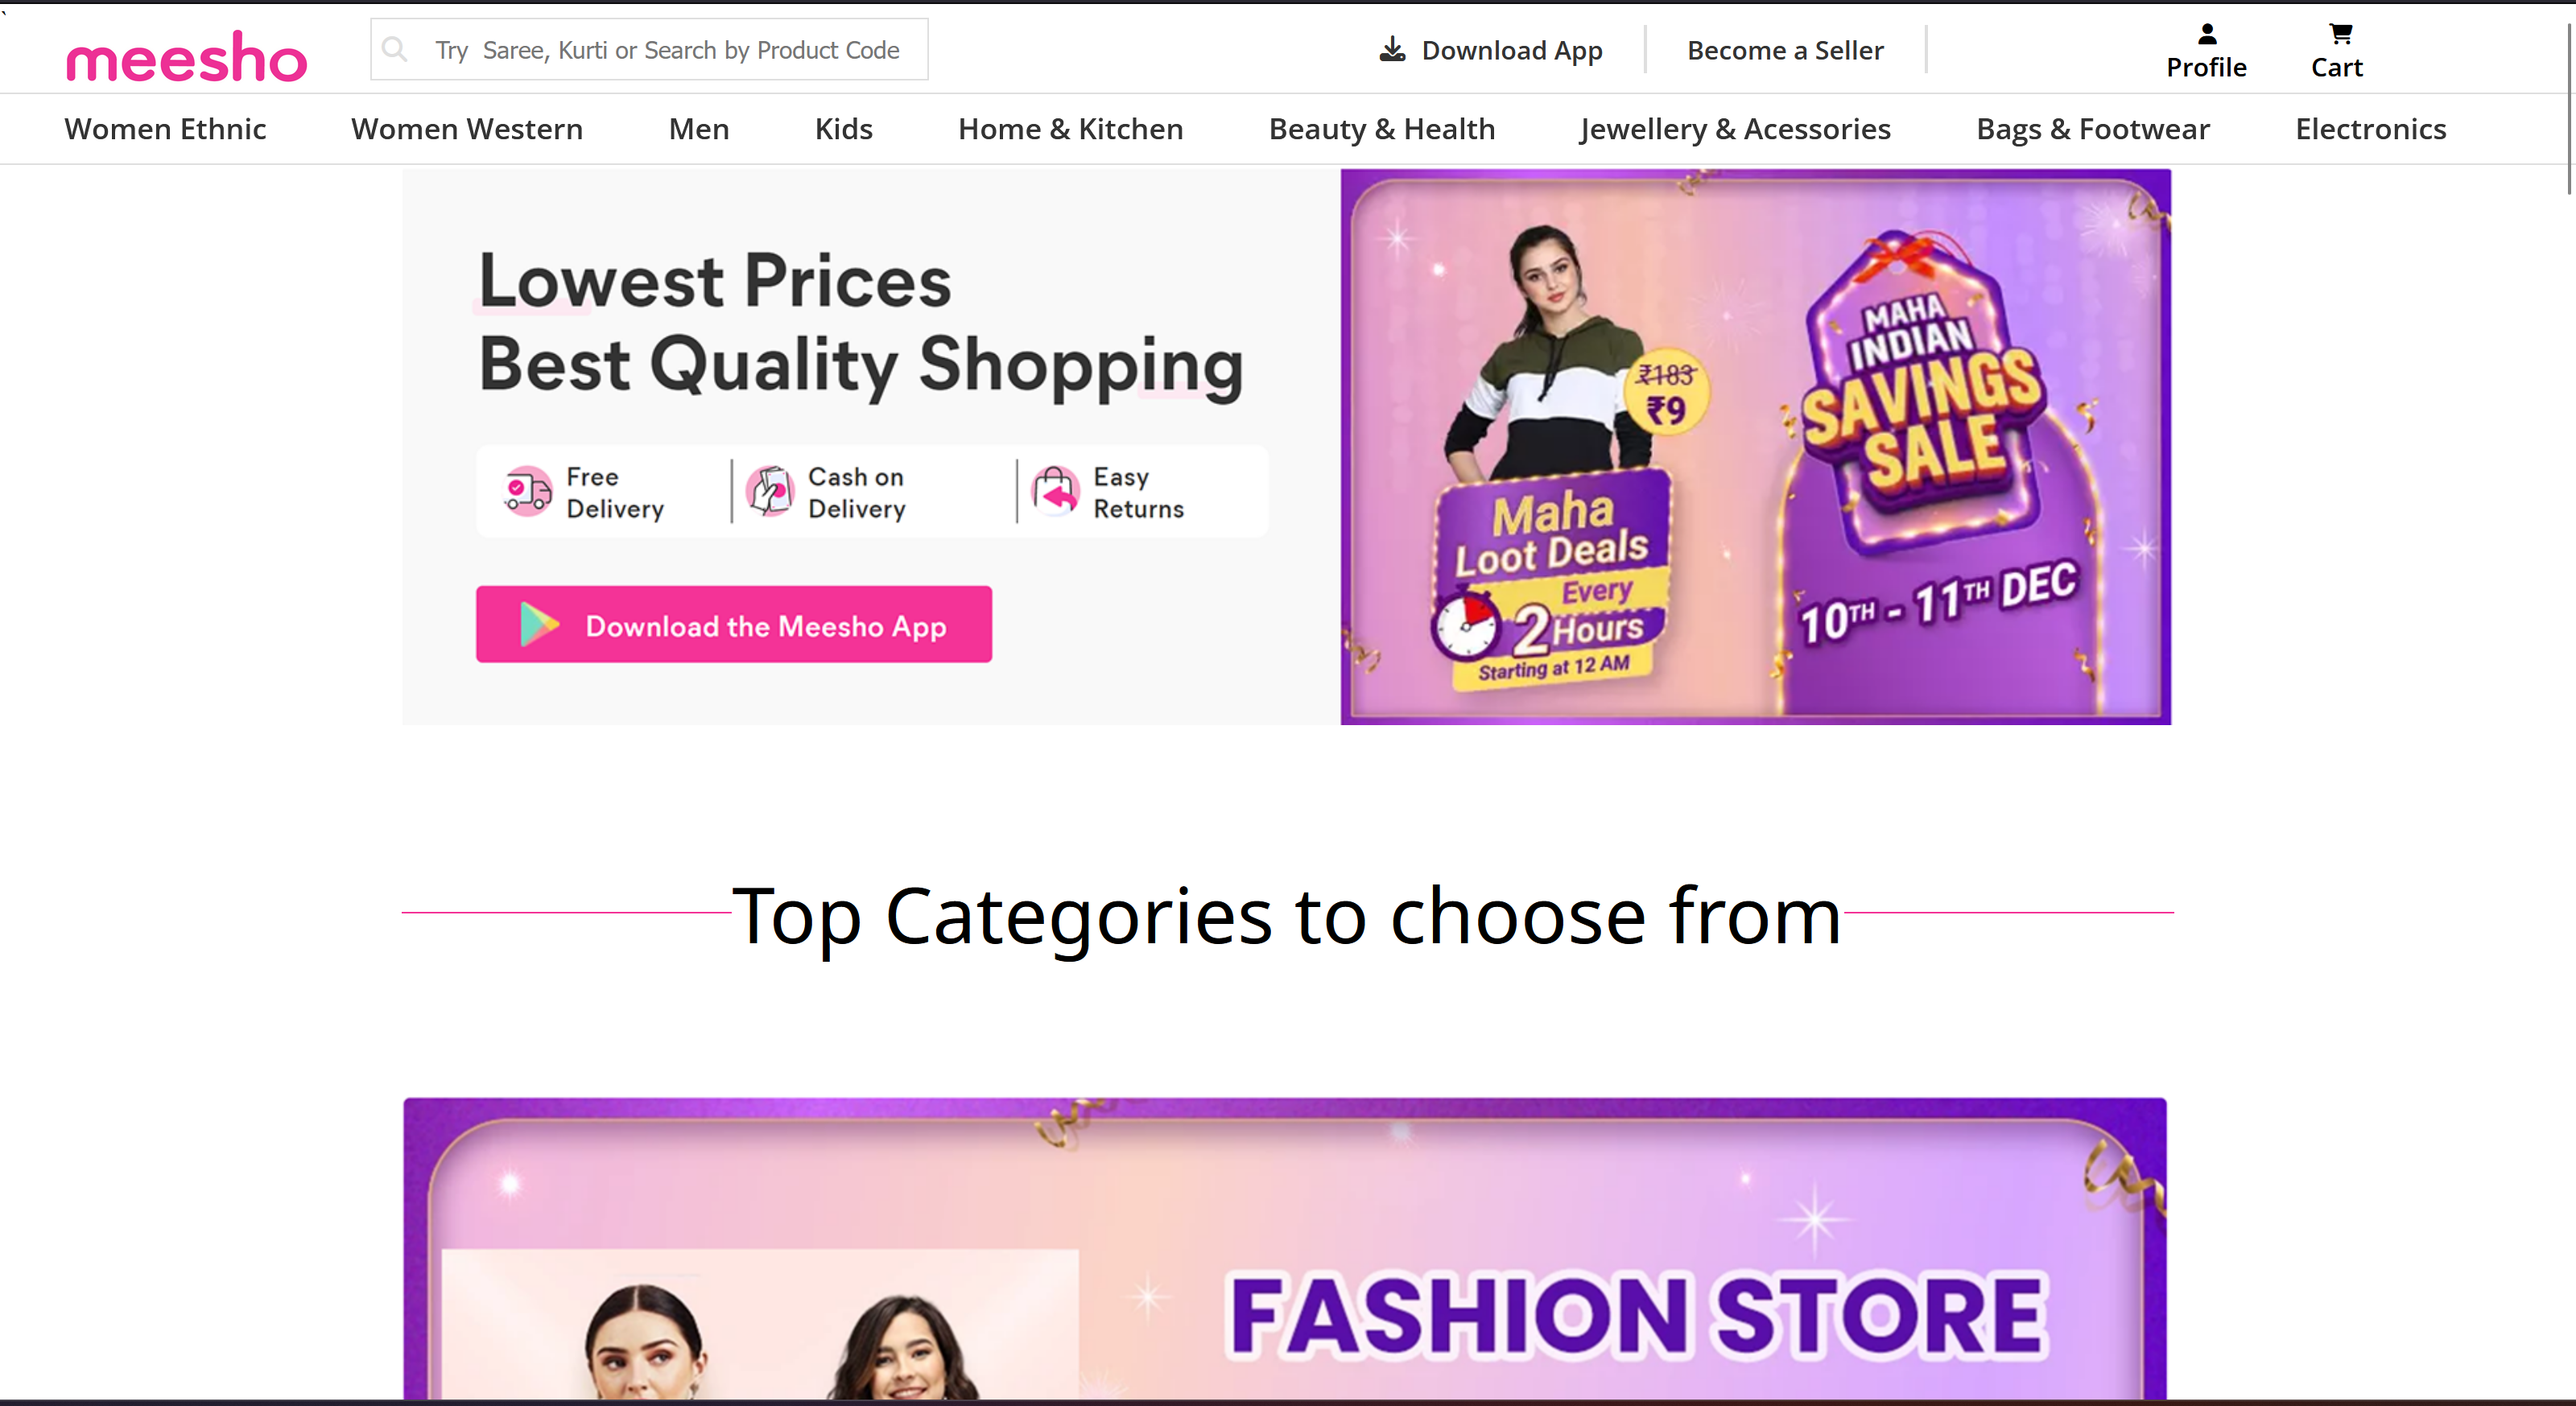 `
meesho
Try Saree, Kurti or Search by Product Code
Download App
Become a Seller
Profile
Cart
Women Ethnic
Women Western
Men
Kids
Home & Kitchen
Beauty & Health
Jewellery & Acessories
Bags & Footwear
Electronics
Lowest Prices
Best Quality Shopping
Free
Delivery
Cash on
Delivery
Easy
Returns
Download the Meesho App
₹183
₹9
Maha
Loot Deals
Every
2 Hours
Starting at 12 AM
MAHA
INDIAN
SAVINGS
SALE
10TH - 11TH DEC
Top Categories to choose from
FASHION STORE